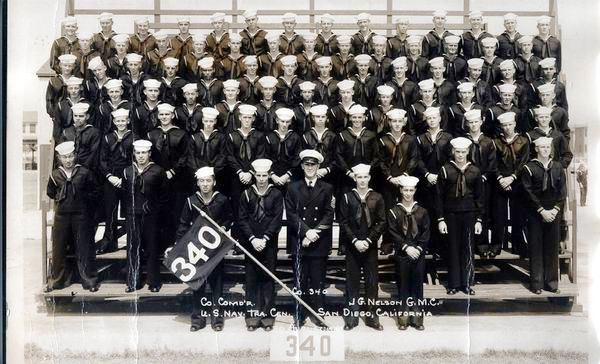 340
Co. 340
Co. Comd'r. J.G. Nelson G.M.C.
U.S. Nav. Tra. Cen. San Diego, California
340